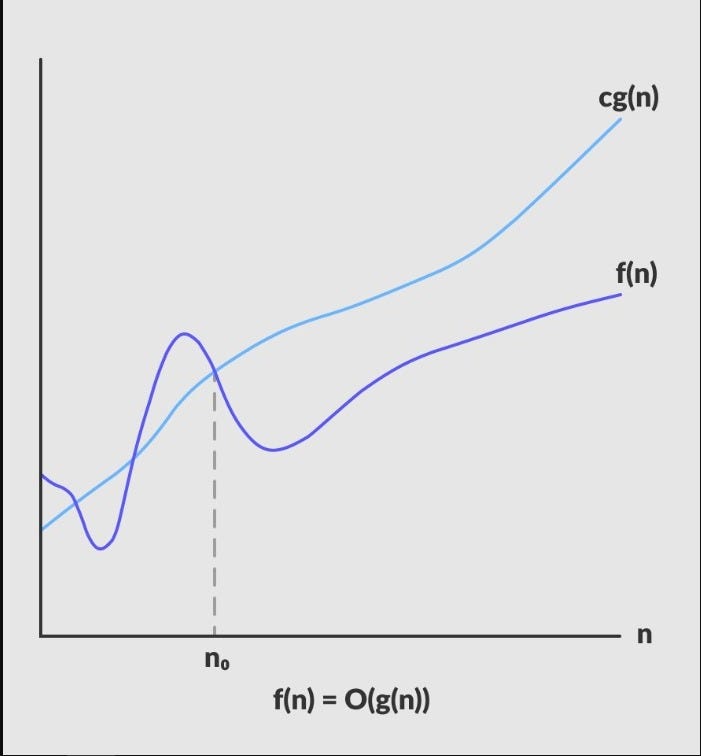 cg(n)
f(n)
n
n₀
f(n) = O(g(n))